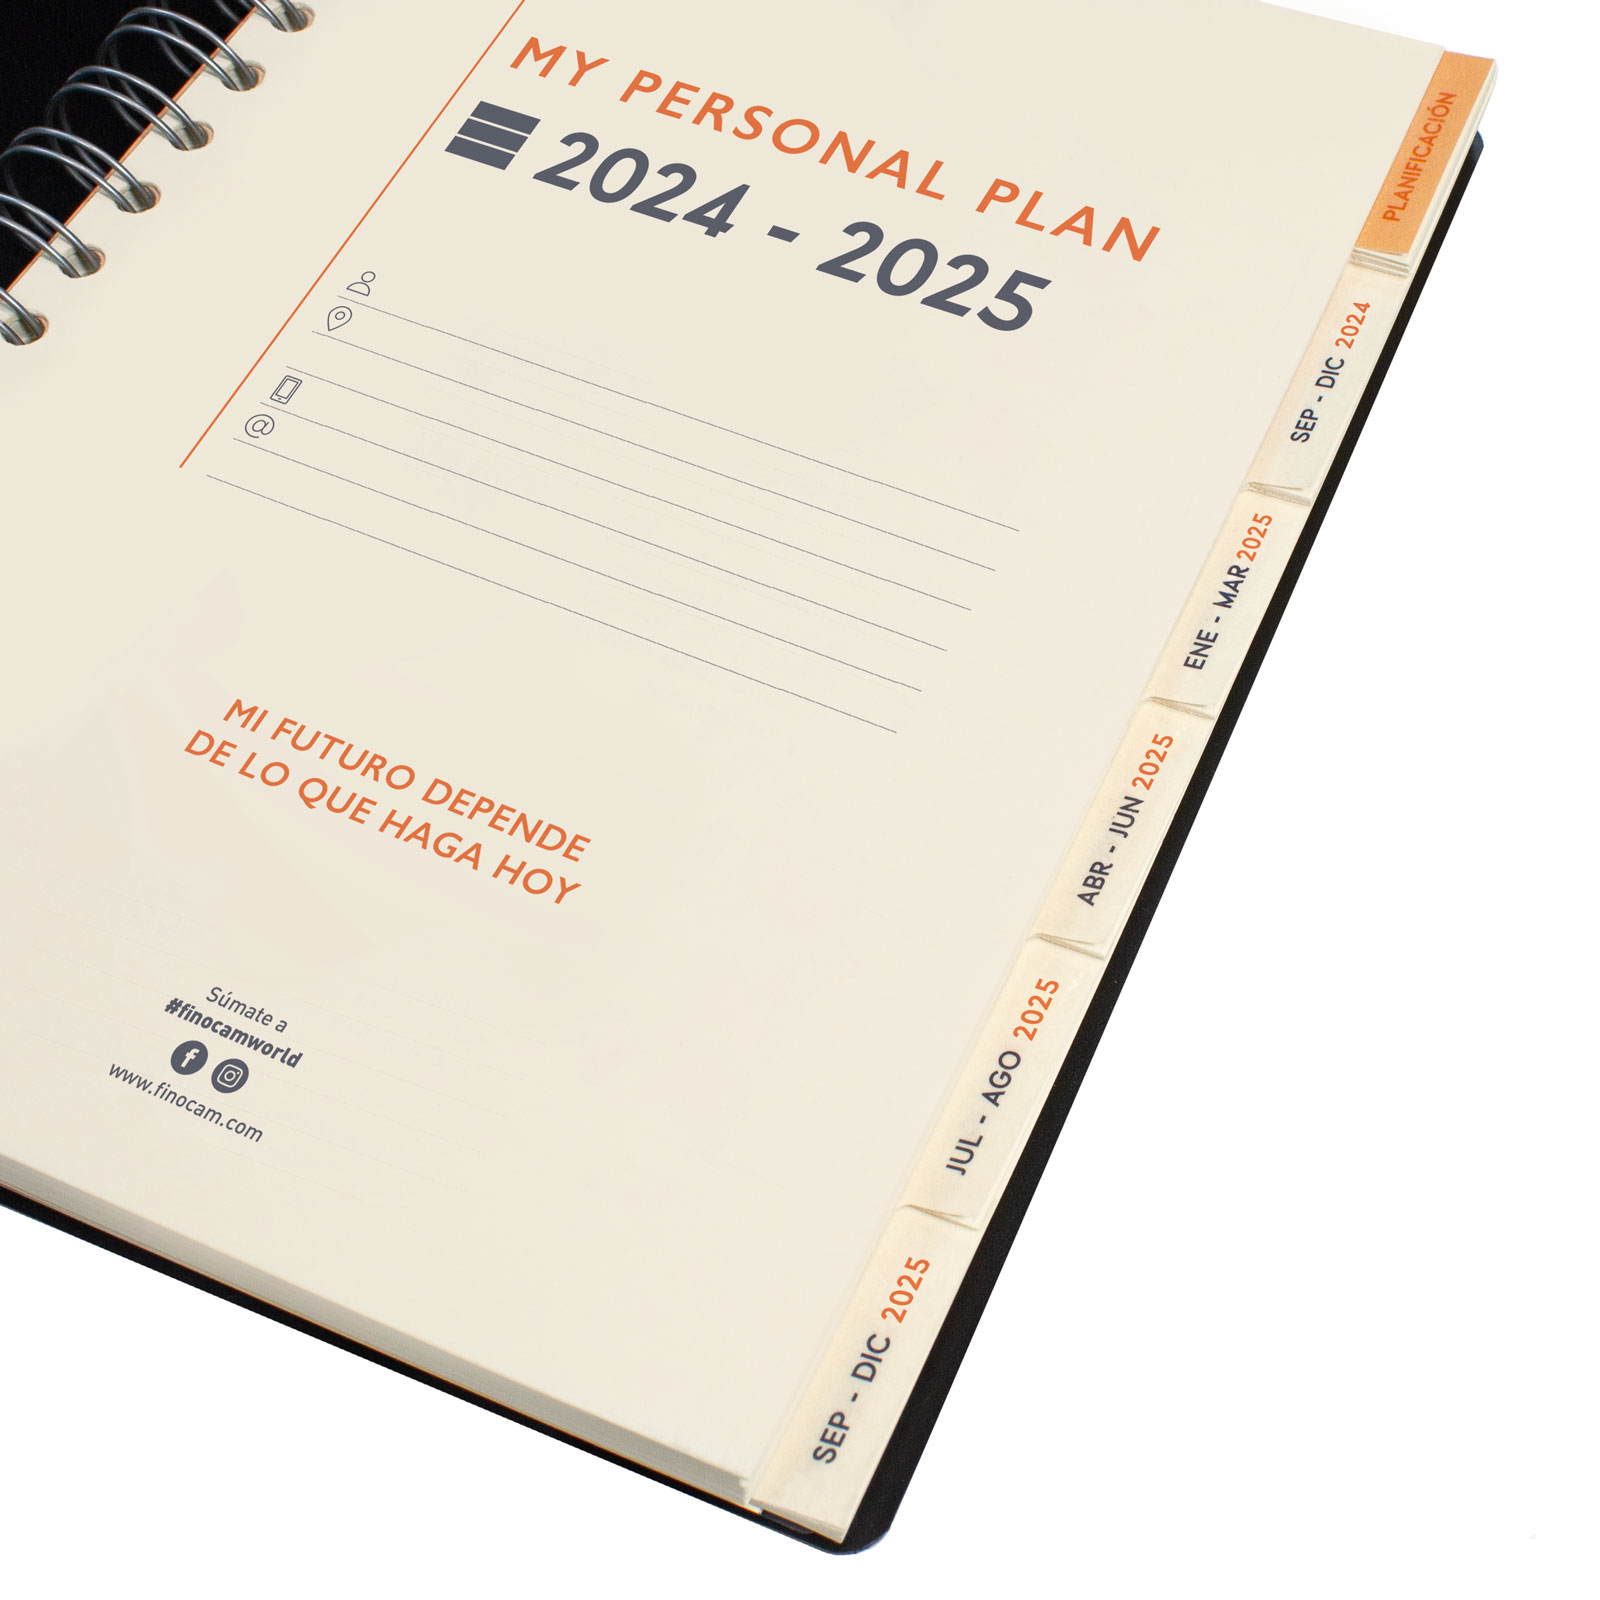 MY PERSONAL PLAN
2024 - 2025
@
MI FUTURO DEPENDE
DE LO QUE HAGA HOY
Súmate a
#finocamworld
www.finocam.com
PLANIFICACIÓN
SEP - DIC 2024
ENE - MAR 2025
ABR - JUN 2025
JUL - AGO 2025
SEP - DIC 2025